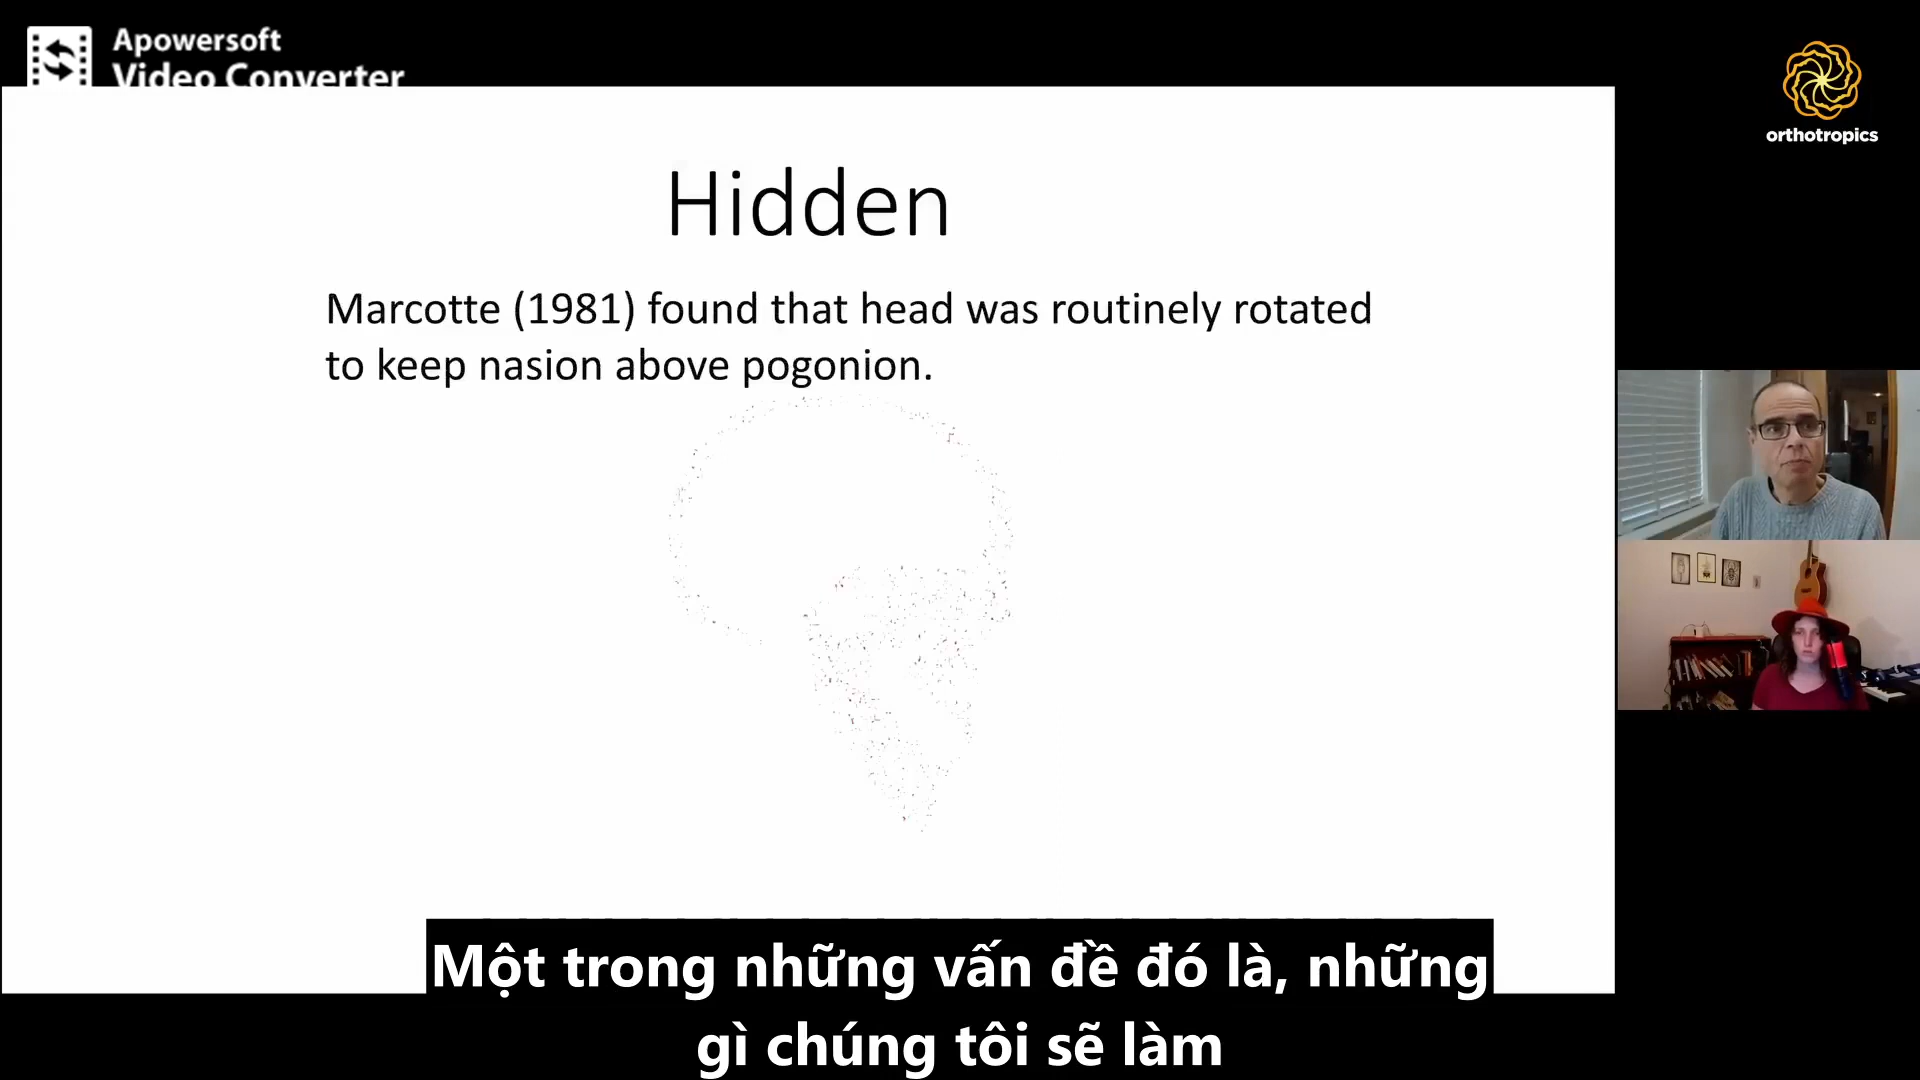 Apowersoft
Video Converter
orthotropics
Hidden
Marcotte (1981) found that head was routinely rotated
to keep nasion above pogonion.
Một trong những vấn đề đó là, những
gì chúng tôi sẽ làm